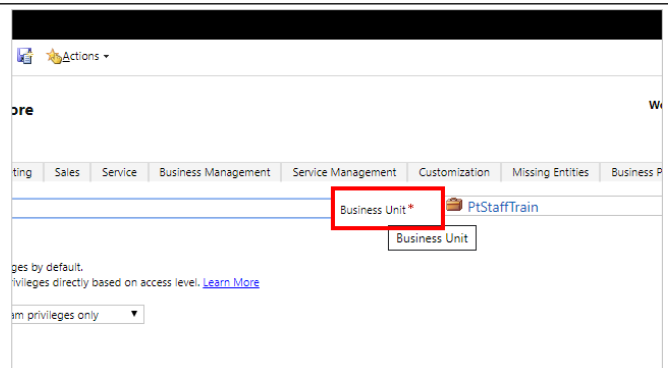 Actions
ore
We
ting Sales Service Business Management Service Management Customization Missing Entities Business P
Business Unit* PtStaffTrain
Business Unit
ges by default.
ivileges directly based on access level. Learn More
am privileges only